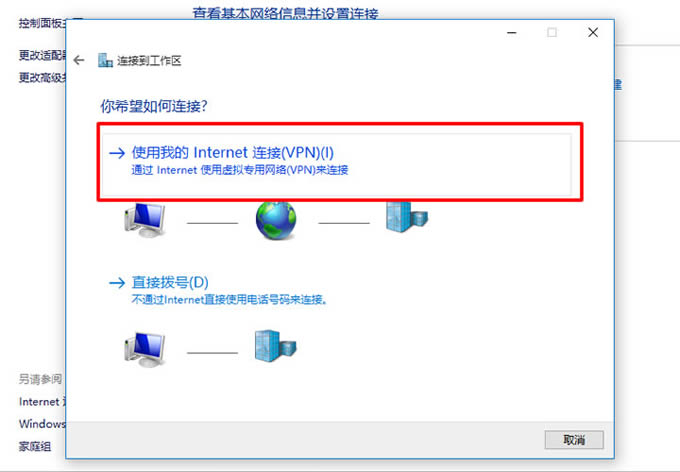 查看基本网络信息并设置连接
控制面板主页
更改适配器
更改高级共
连接到工作区
你希望如何连接?
使用我的 Internet 连接(VPN)(I)
通过 Internet 使用虚拟专用网络(VPN)来连接
建
直接拨号(D)
不通过Internet直接使用电话号码来连接。
另请参阅
Internet
Windows
家庭组
取消